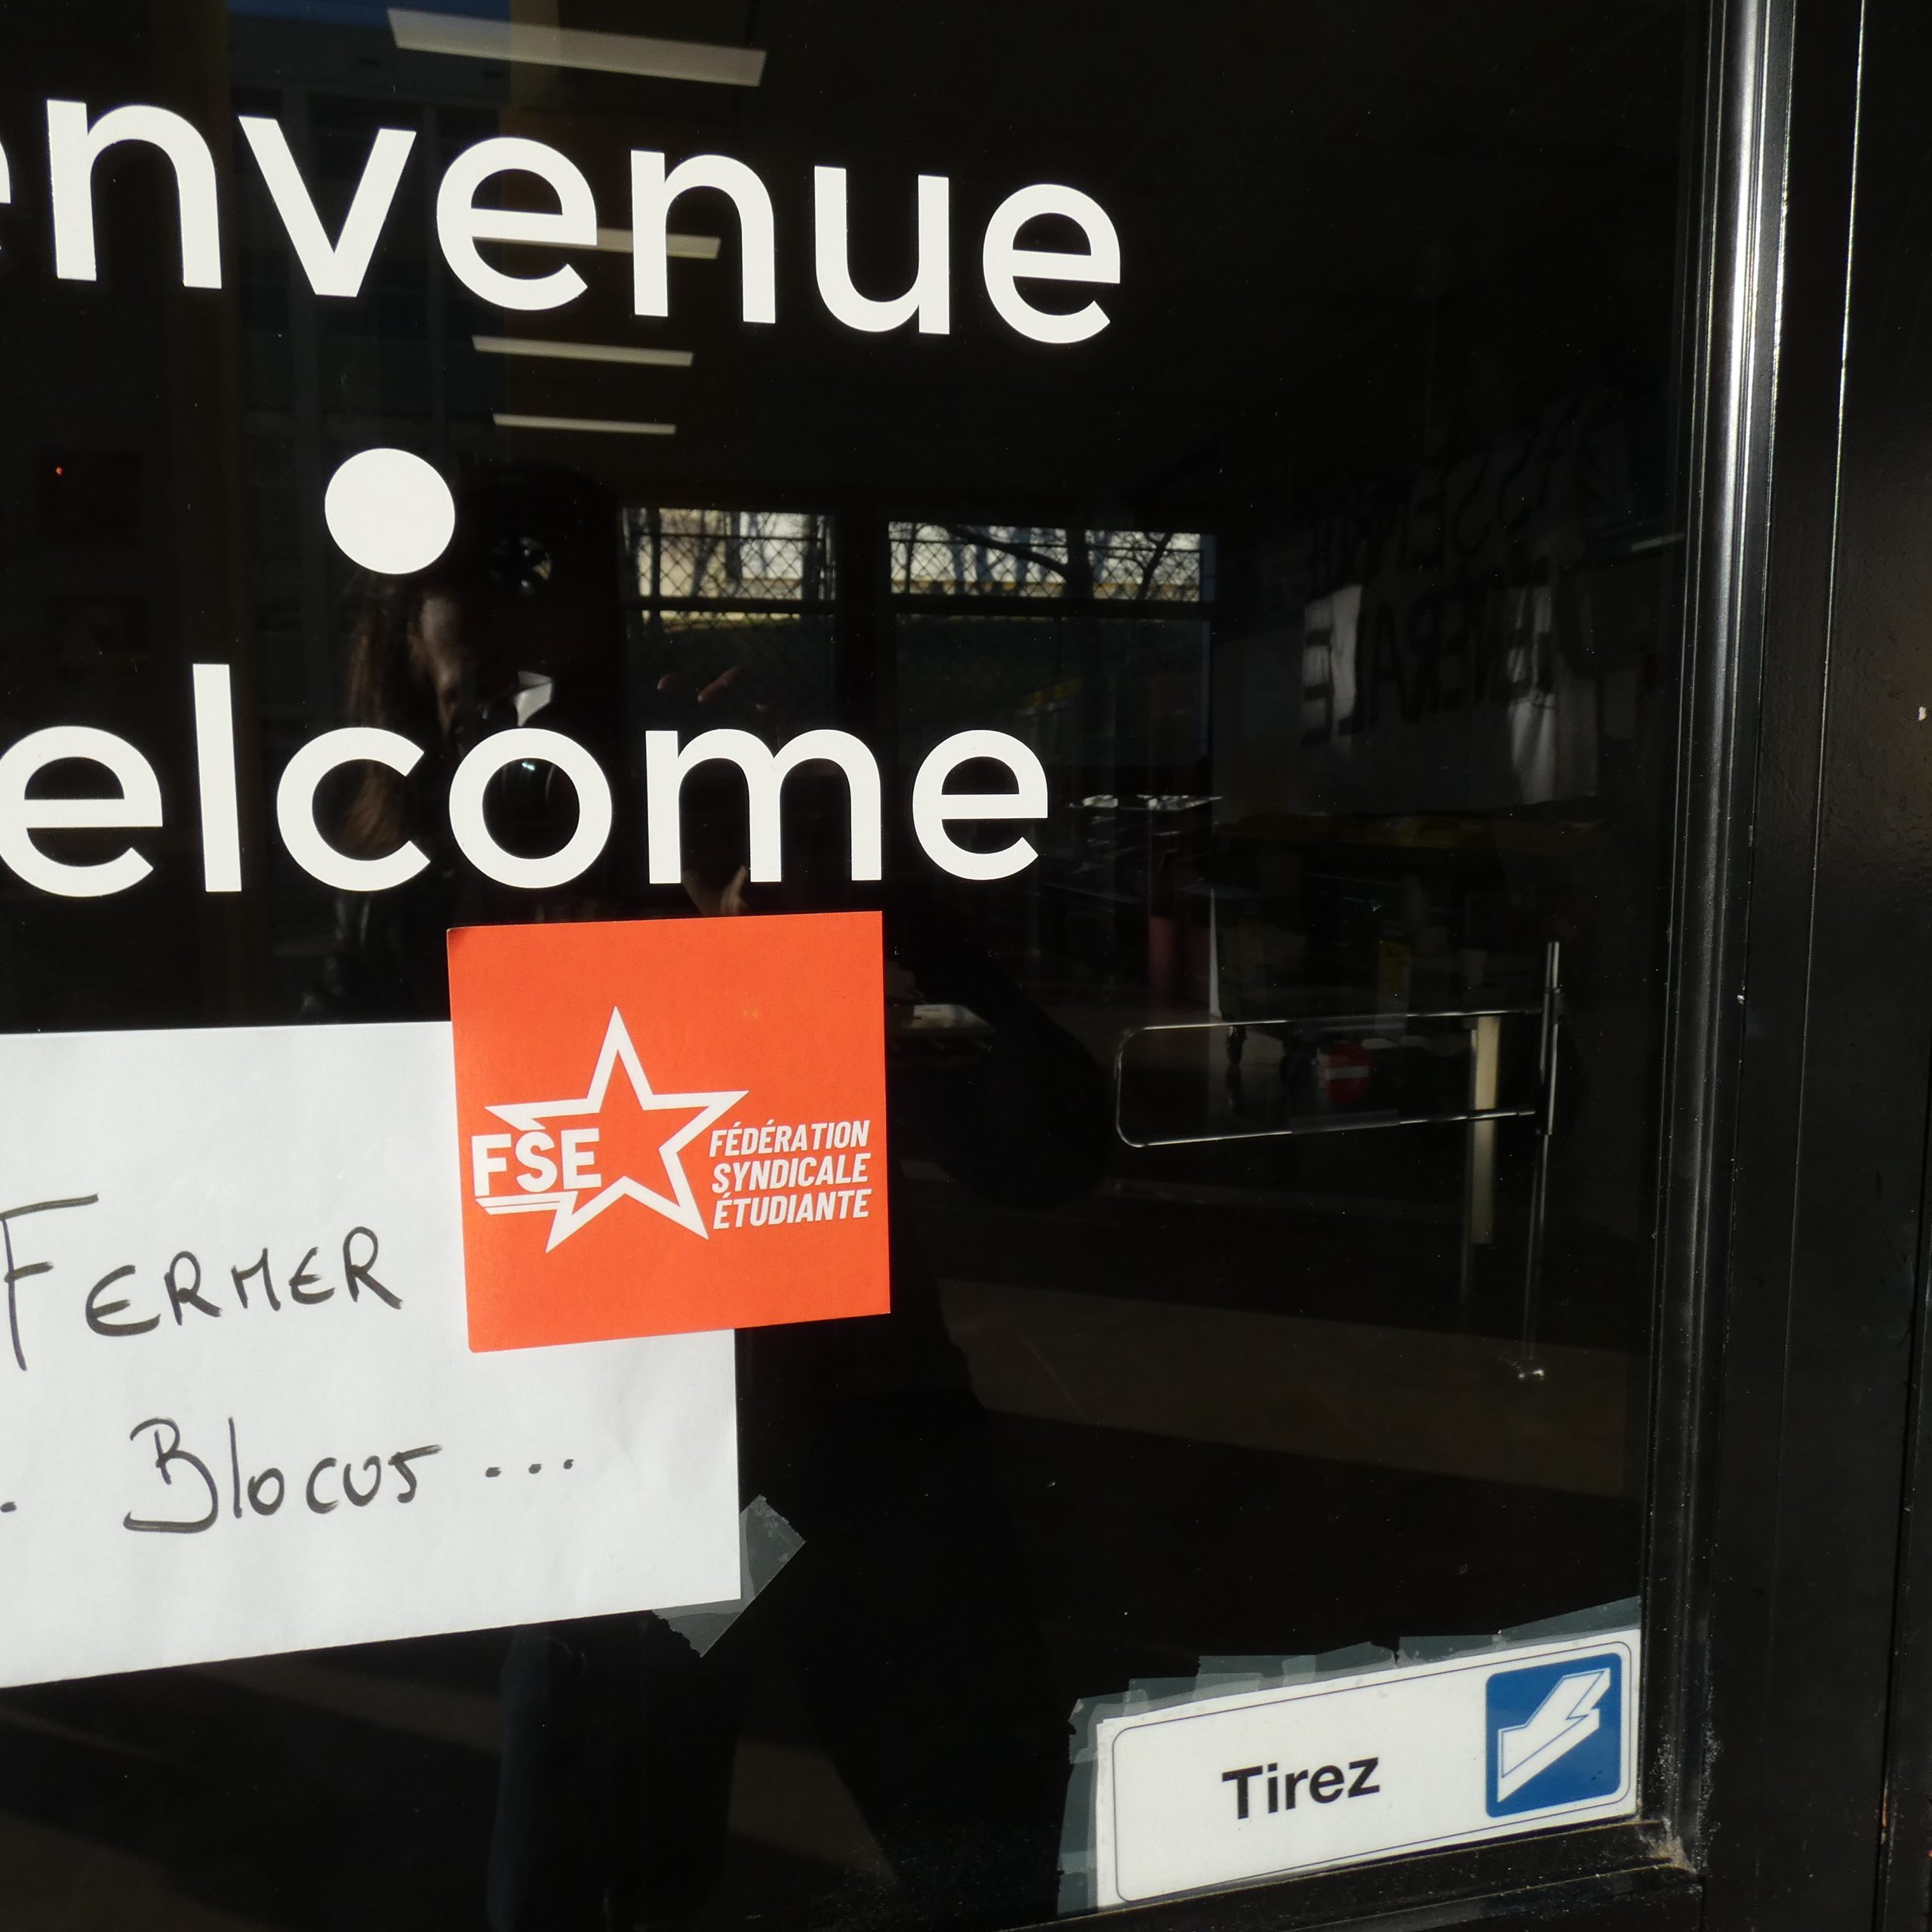 envenue
elcome
FSE
FÉDÉRATION
SYNDICALE
ÉTUDIANTE
FERMER
. Blocus ...
Tirez